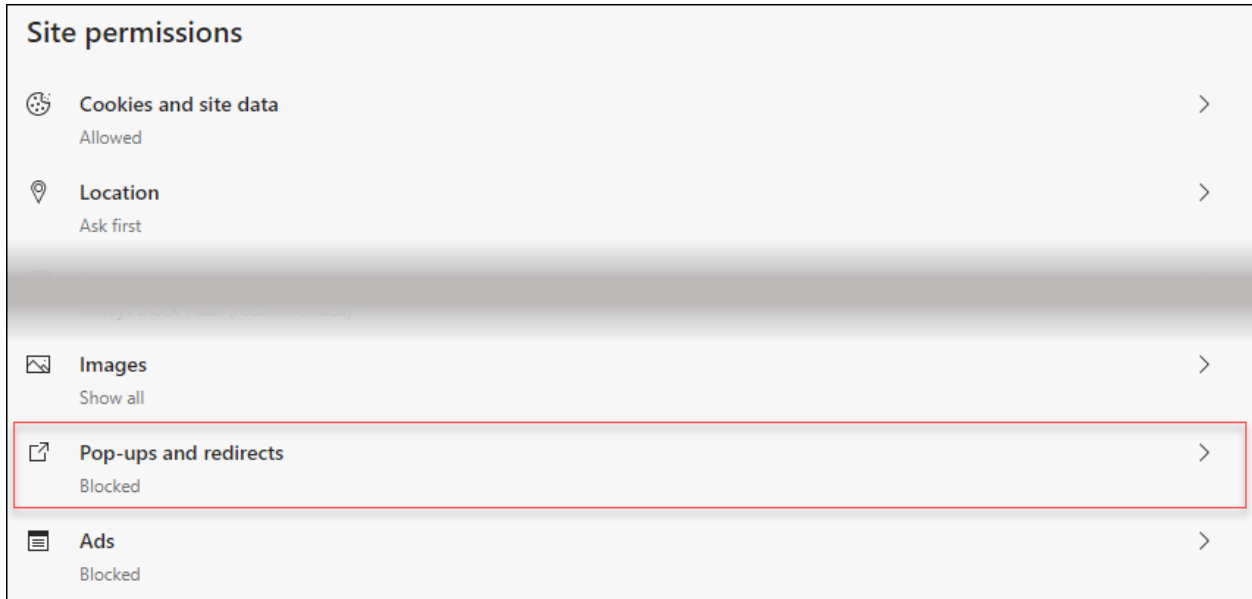 Site permissions
Cookies and site data
Allowed
Location
Ask first
Images
Show all
Pop-ups and redirects
Blocked
Ads
Blocked